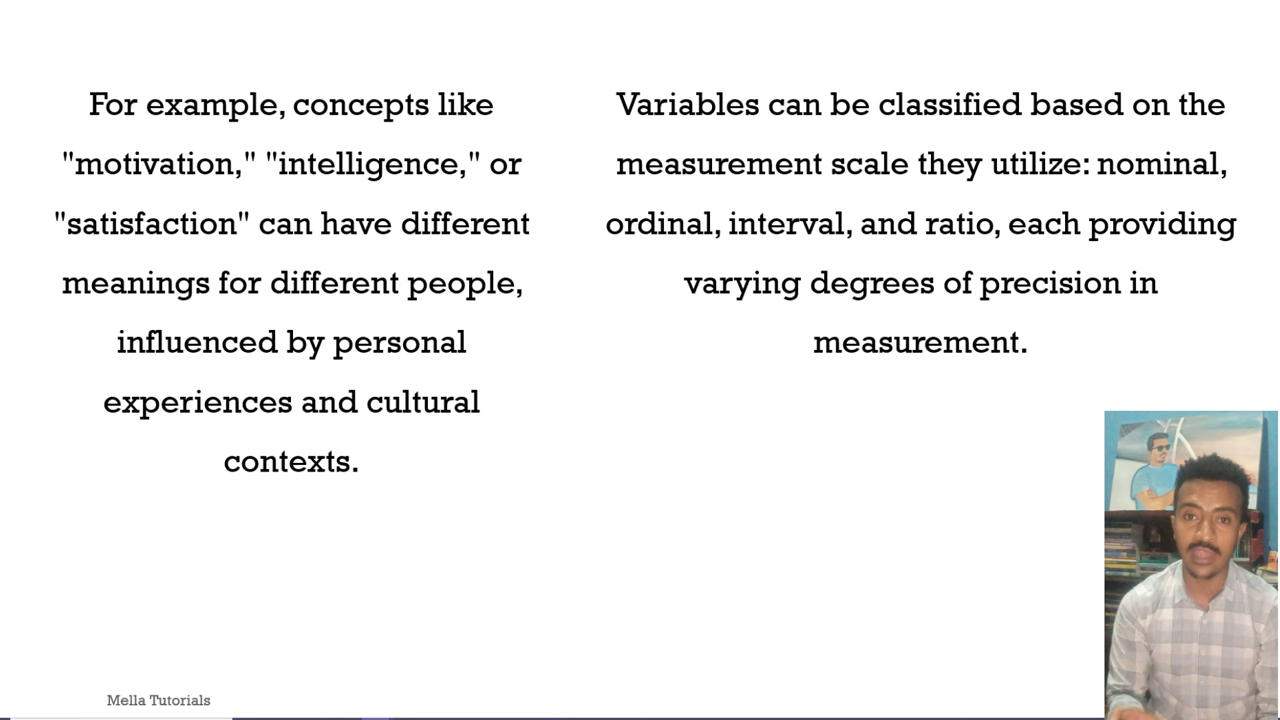 For example, concepts like
"motivation," "intelligence," or
"satisfaction" can have different
meanings for different people,
influenced by personal
experiences and cultural
contexts.
Variables can be classified based on the
measurement scale they utilize: nominal,
ordinal, interval, and ratio, each providing
varying degrees of precision in
measurement.
Mella Tutorials